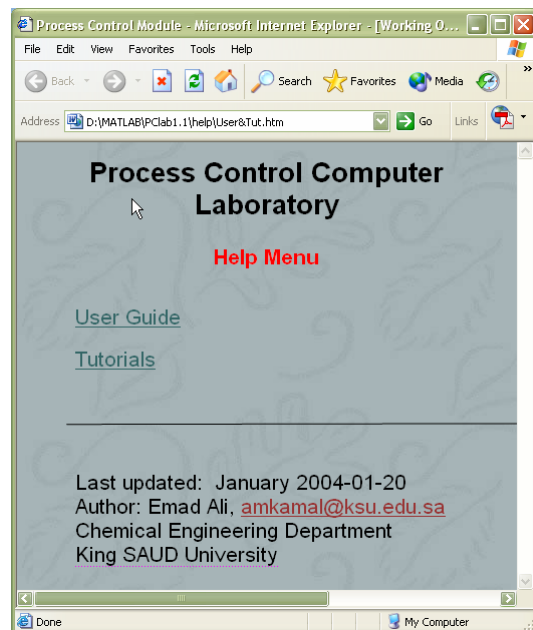 Process Control Module - Microsoft Internet Explorer - [Working O...
File Edit View Favorites Tools Help
Back Search Favorites Media »
Address D:\MATLAB\PClab1.1\help\User&Tut.htm Go Links
Process Control Computer
Laboratory
Help Menu
User Guide
Tutorials
Last updated:  January 2004-01-20
Author: Emad Ali, amkamal@ksu.edu.sa
Chemical Engineering Department
King SAUD University
Done My Computer